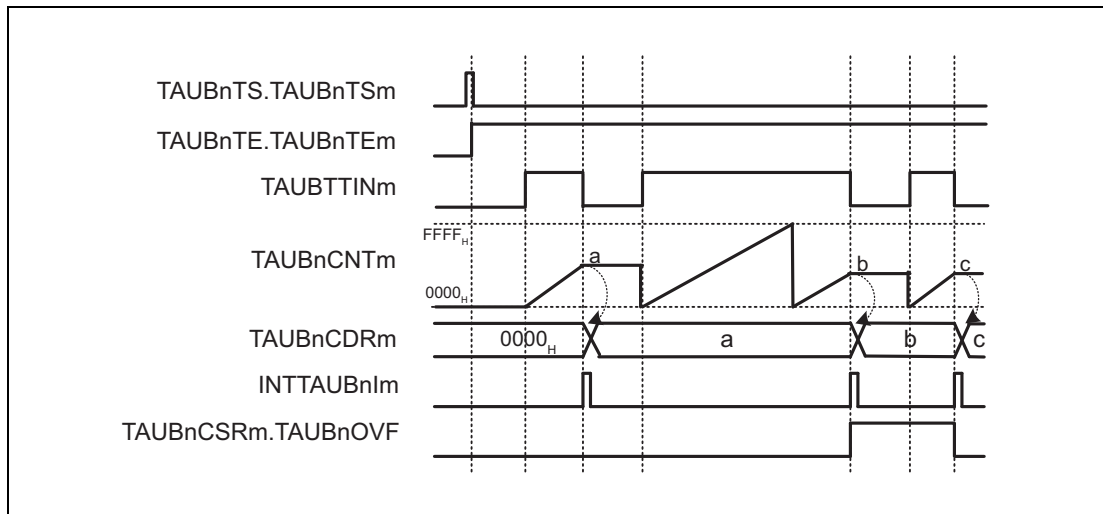 TAUBnTS.TAUBnTSm
TAUBnTE.TAUBnTEm
TAUBTTINm
FFFFH
TAUBnCNTm
a
b
c
0000H
TAUBnCDRm
0000H
a
b
c
INTTAUBnIm
TAUBnCSRm.TAUBnOVF